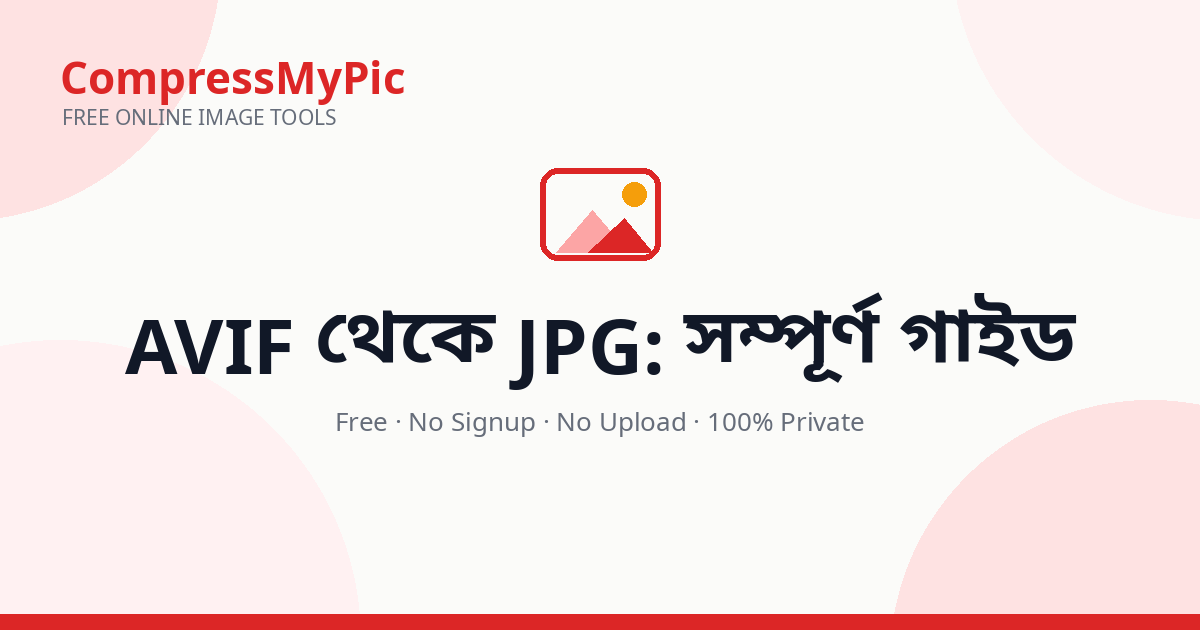 CompressMyPic
FREE ONLINE IMAGE TOOLS
AVIF থেকে JPG: সম্পূর্ণ গাইড
Free · No Signup · No Upload · 100% Private